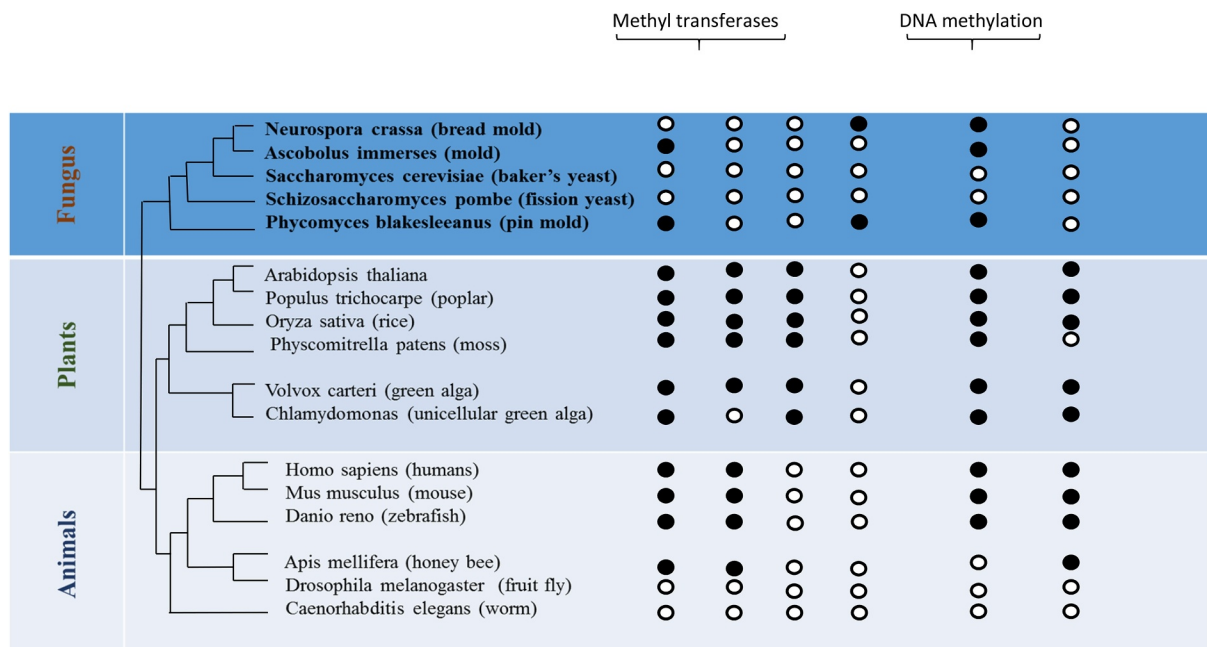 Methyl transferases
DNA methylation
Fungus
Neurospora crassa (bread mold)
Ascobolus immerses (mold)
Saccharomyces cerevisiae (baker's yeast)
Schizosaccharomyces pombe (fission yeast)
Phycomyces blakesleeanus (pin mold)
Plants
Arabidopsis thaliana
Populus trichocarpe (poplar)
Oryza sativa (rice)
Physcomitrella patens (moss)
Volvox carteri (green alga)
Chlamydomonas (unicellular green alga)
Animals
Homo sapiens (humans)
Mus musculus (mouse)
Danio reno (zebrafish)
Apis mellifera (honey bee)
Drosophila melanogaster (fruit fly)
Caenorhabditis elegans (worm)